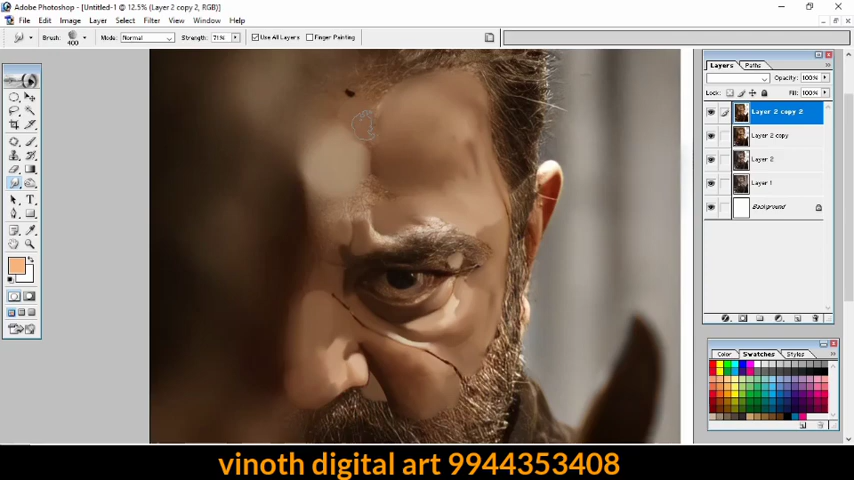 Adobe Photoshop - [Untitled-1 @ 12.5% (Layer 2 copy 2, RGB)]
File Edit Image Layer Select Filter View Window Help
Brush: 400 Mode: Normal Strength: 71% Use All Layers Finger Painting
Layers Paths
Opacity: 100%
Lock: Fill: 100%
Layer 2 copy 2
Layer 2 copy
Layer 2
Layer 1
Background
Color Swatches Styles
vinoth digital art 9944353408